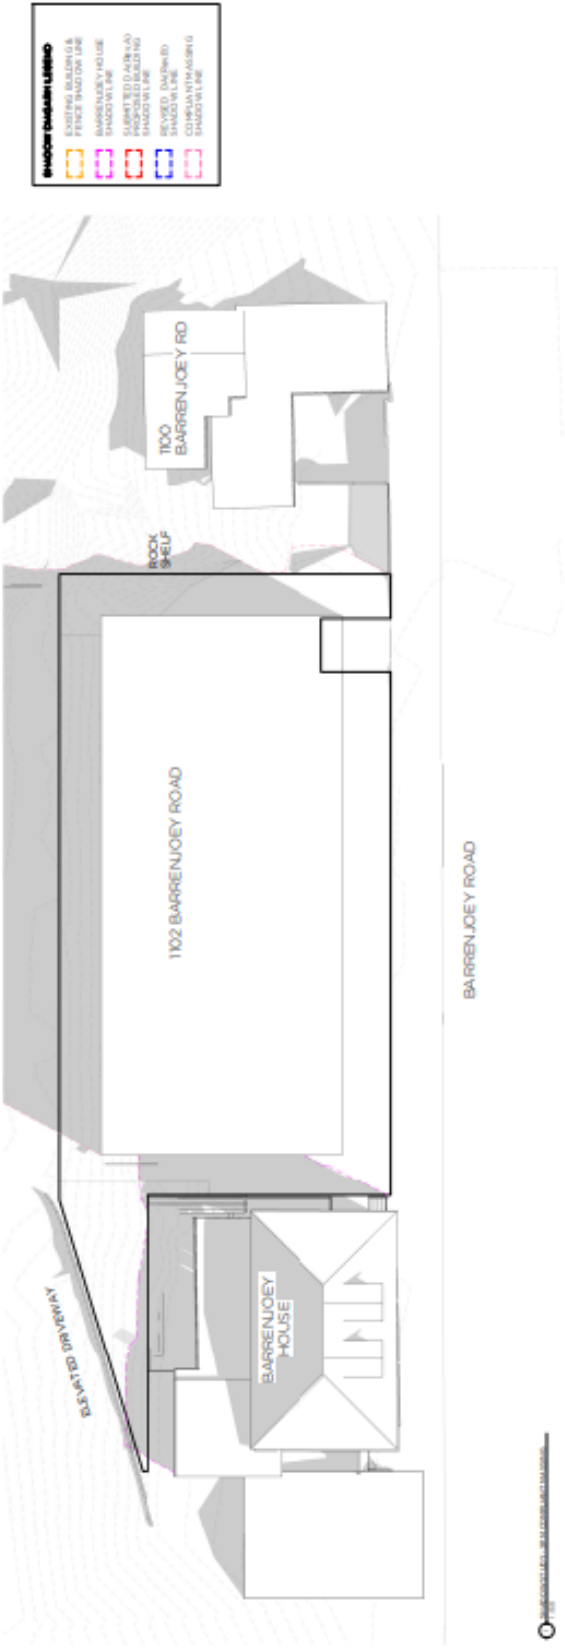 SHADOW DIAGRAM LEGEND
EXISTING BUILDING &
FENCE SHADOW LINE
BARRENJOEY HOUSE
SHADOW LINE
SUBMITTED DA(Rev.A)
PROPOSED BUILDING
SHADOW LINE
REVISED DA(Rev.B)
SHADOW LINE
COMPLIANT MASSING
SHADOW LINE
1100
BARRENJOEY RD
ROCK
SHELF
1102 BARRENJOEY ROAD
BARRENJOEY ROAD
ELEVATED DRIVEWAY
BARRENJOEY
HOUSE